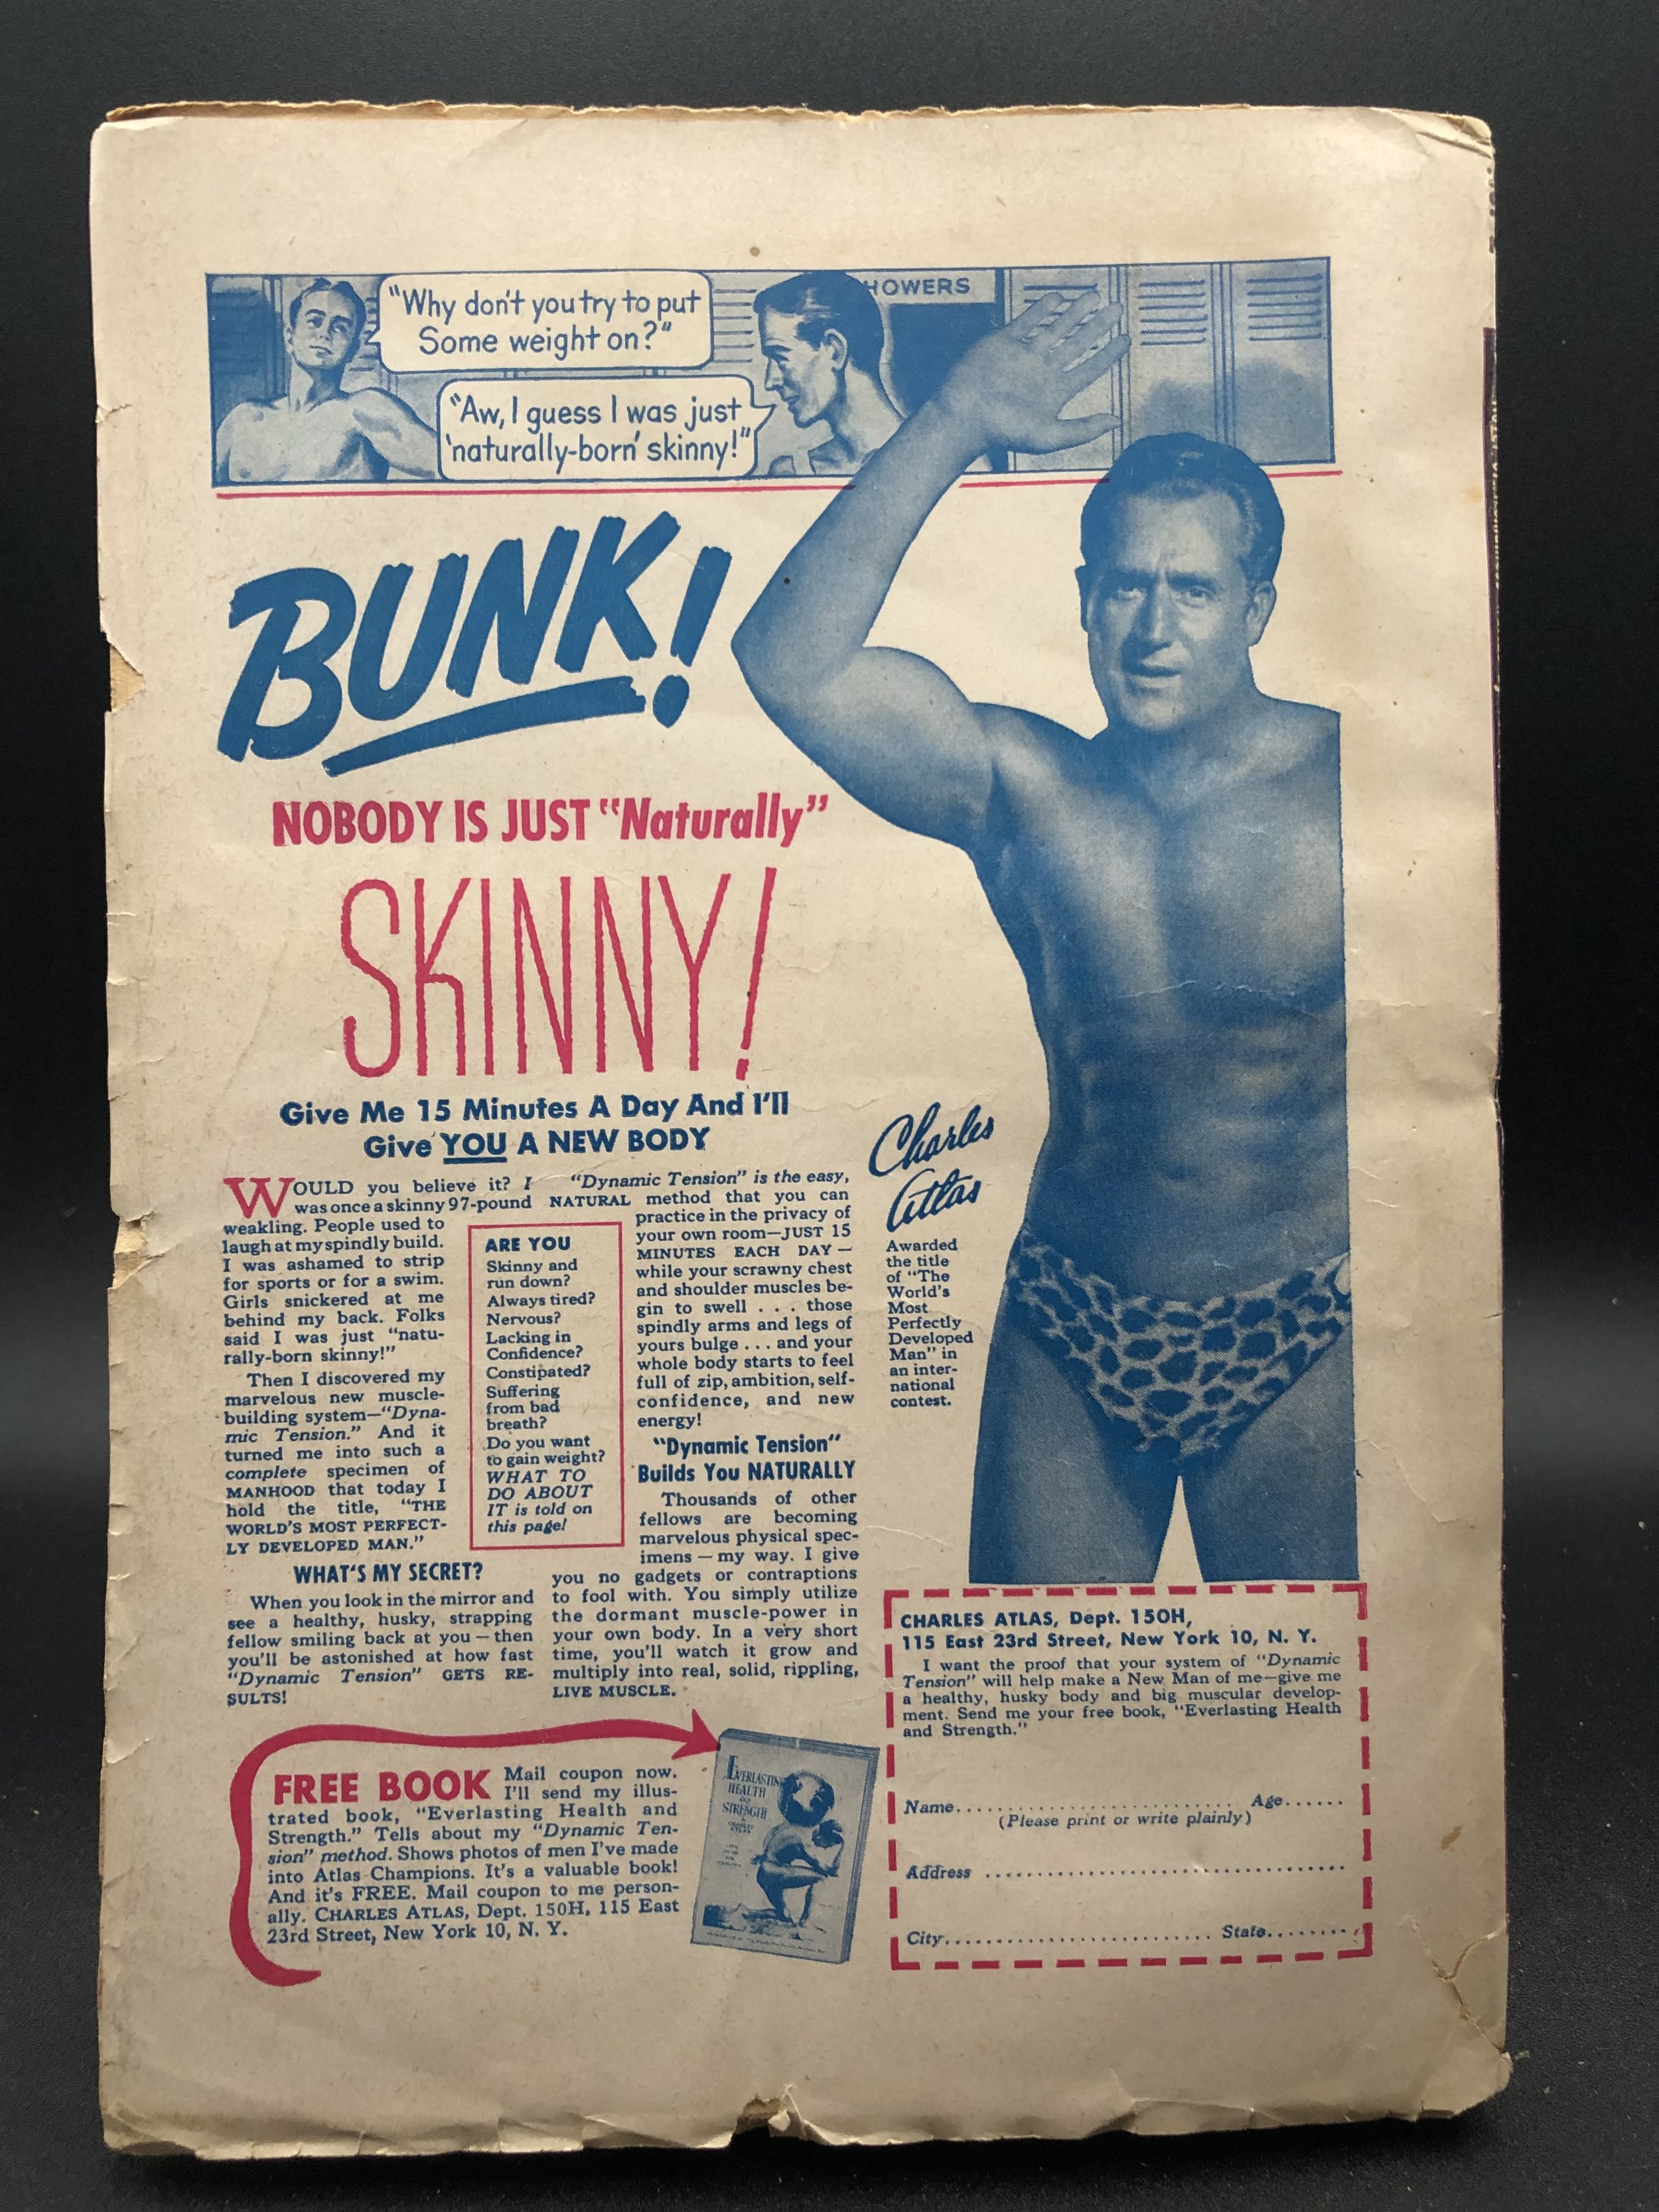 "Why don't you try to put
Some weight on?"
HOWERS
"Aw, I guess I was just
'naturally-born' skinny!"
BUNK!
NOBODY IS JUST "Naturally"
SKINNY!
Give Me 15 Minutes A Day And I'll
Give YOU A NEW BODY
WOULD you believe it? I
was once a skinny 97-pound
weakling. People used to
laugh at my spindly build.
I was ashamed to strip
for sports or for a swim.
Girls snickered at me
behind my back. Folks
said I was just "natu-
rally-born skinny!"
Then I discovered my
marvelous new muscle-
building system—"Dyna-
mic Tension." And it
turned me into such a
complete specimen of
MANHOOD that today I
hold the title, "THE
WORLD'S MOST PERFECT-
LY DEVELOPED MAN."
WHAT'S MY SECRET?
When you look in the mirror and
see a healthy, husky, strapping
fellow smiling back at you—then
you'll be astonished at how fast
"Dynamic Tension" GETS RE-
SULTS!
ARE YOU
Skinny and
run down?
Always tired?
Nervous?
Lacking in
Confidence?
Constipated?
Suffering
from bad
breath?
Do you want
to gain weight?
WHAT TO
DO ABOUT
IT is told on
this page!
"Dynamic Tension" is the easy,
NATURAL method that you can
practice in the privacy of
your own room—JUST 15
MINUTES EACH DAY—
while your scrawny chest
and shoulder muscles be-
gin to swell . . . those
spindly arms and legs of
yours bulge . . . and your
whole body starts to feel
full of zip, ambition, self-
confidence, and new
energy!
"Dynamic Tension"
Builds You NATURALLY
Thousands of other
fellows are becoming
marvelous physical spec-
imens—my way. I give
you no gadgets or contraptions
to fool with. You simply utilize
the dormant muscle-power in
your own body. In a very short
time, you'll watch it grow and
multiply into real, solid, rippling,
LIVE MUSCLE.
Charles
Atlas
Awarded
the title
of "The
World's
Most
Perfectly
Developed
Man" in
an inter-
national
contest.
FREE BOOK Mail coupon now.
I'll send my illus-
trated book, "Everlasting Health and
Strength." Tells about my "Dynamic Ten-
sion" method. Shows photos of men I've made
into Atlas Champions. It's a valuable book!
And it's FREE. Mail coupon to me person-
ally. CHARLES ATLAS, Dept. 150H, 115 East
23rd Street, New York 10, N. Y.
EVERLASTING
HEALTH
AND
STRENGTH
CHARLES ATLAS, Dept. 150H,
115 East 23rd Street, New York 10, N. Y.
I want the proof that your system of "Dynamic
Tension" will help make a New Man of me—give me
a healthy, husky body and big muscular develop-
ment. Send me your free book, "Everlasting Health
and Strength."
Name.............................. Age......
(Please print or write plainly)
Address ......................................
City............................ State.........